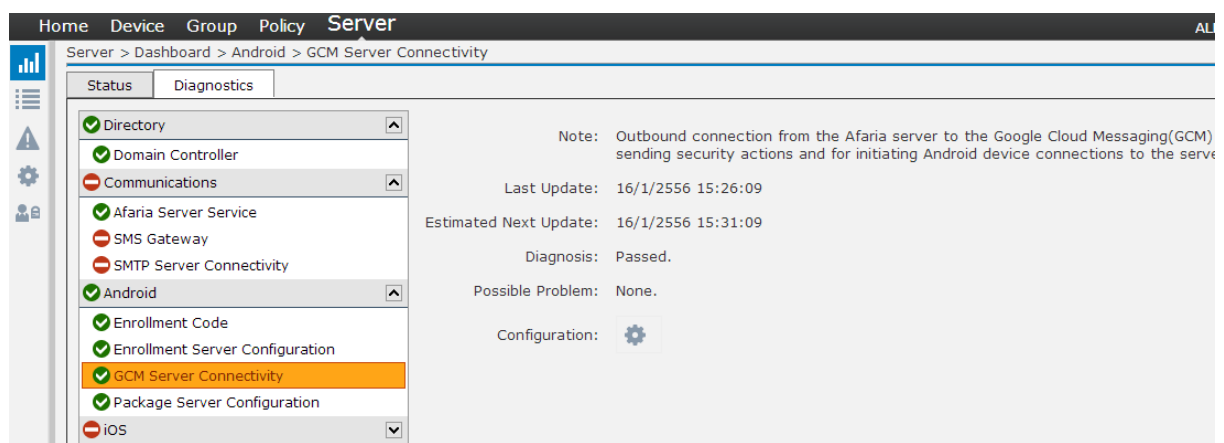 Home Device Group Policy Server
Server > Dashboard > Android > GCM Server Connectivity
Status Diagnostics
Directory
Domain Controller
Communications
Afaria Server Service
SMS Gateway
SMTP Server Connectivity
Android
Enrollment Code
Enrollment Server Configuration
GCM Server Connectivity
Package Server Configuration
iOS
Note: Outbound connection from the Afaria server to the Google Cloud Messaging(GCM)
sending security actions and for initiating Android device connections to the
Last Update: 16/1/2556 15:26:09
Estimated Next Update: 16/1/2556 15:31:09
Diagnosis: Passed.
Possible Problem: None.
Configuration: